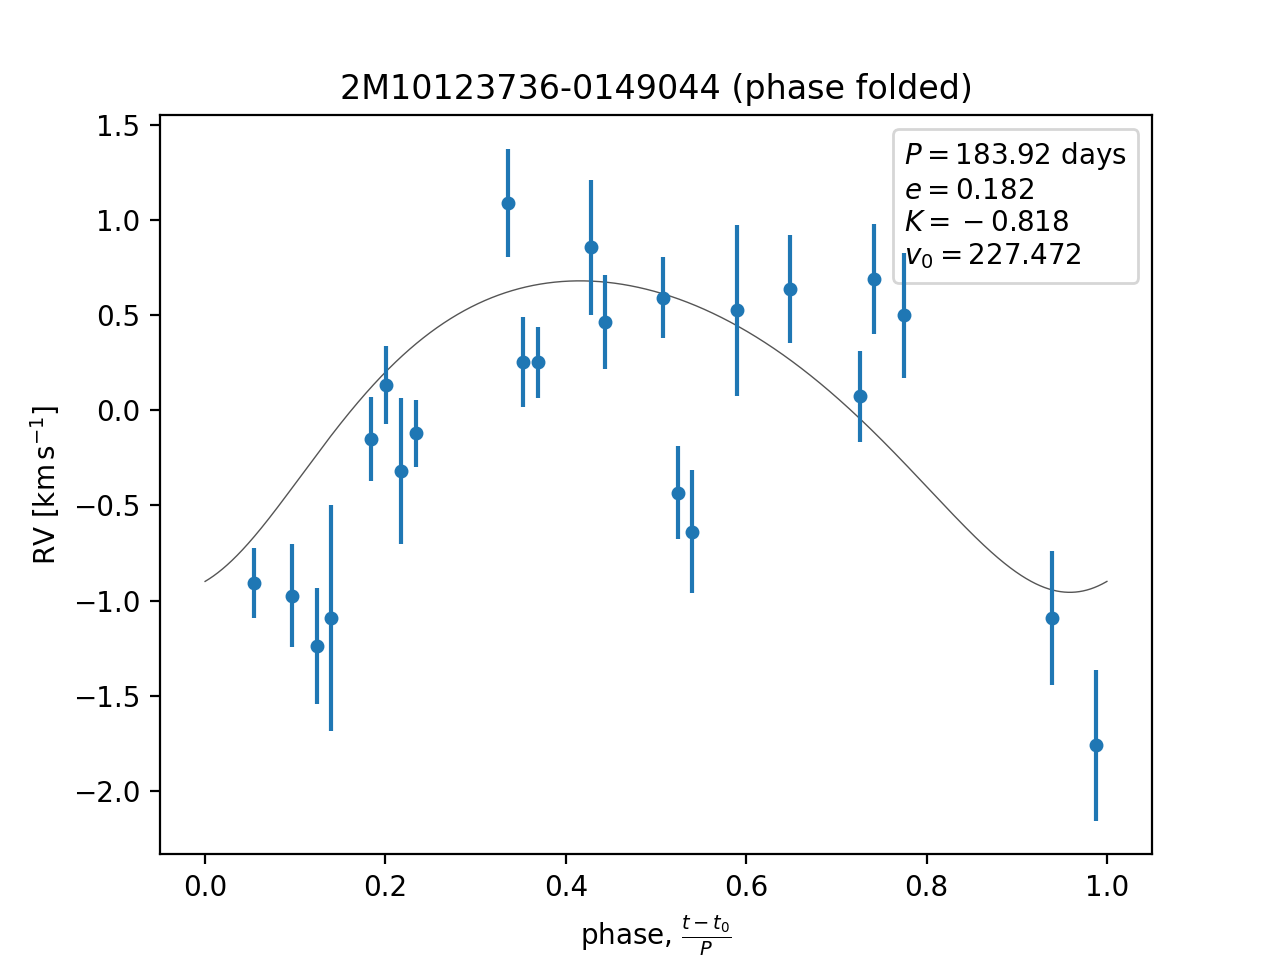 2M10123736-0149044 (phase folded)
P = 183.92 days
e = 0.182
K = −0.818
v₀ = 227.472
1.5
1.0
0.5
0.0
−0.5
−1.0
−1.5
−2.0
RV [km s⁻¹]
0.0 0.2 0.4 0.6 0.8 1.0
phase, (t − t₀)/P